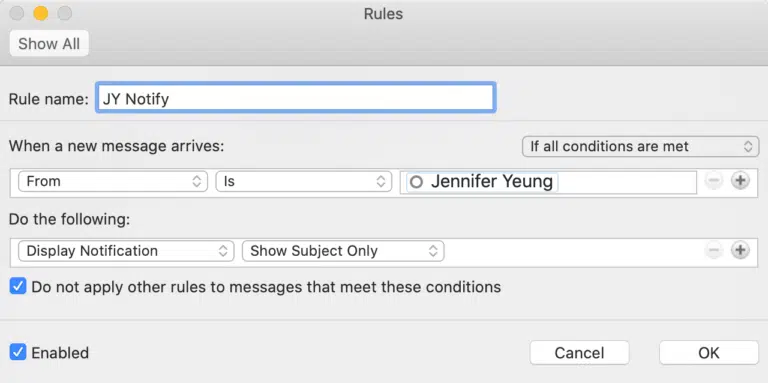 Rules
Show All
Rule name: JY Notify
When a new message arrives: If all conditions are met
From Is Jennifer Yeung
Do the following:
Display Notification Show Subject Only
Do not apply other rules to messages that meet these conditions
Enabled Cancel OK